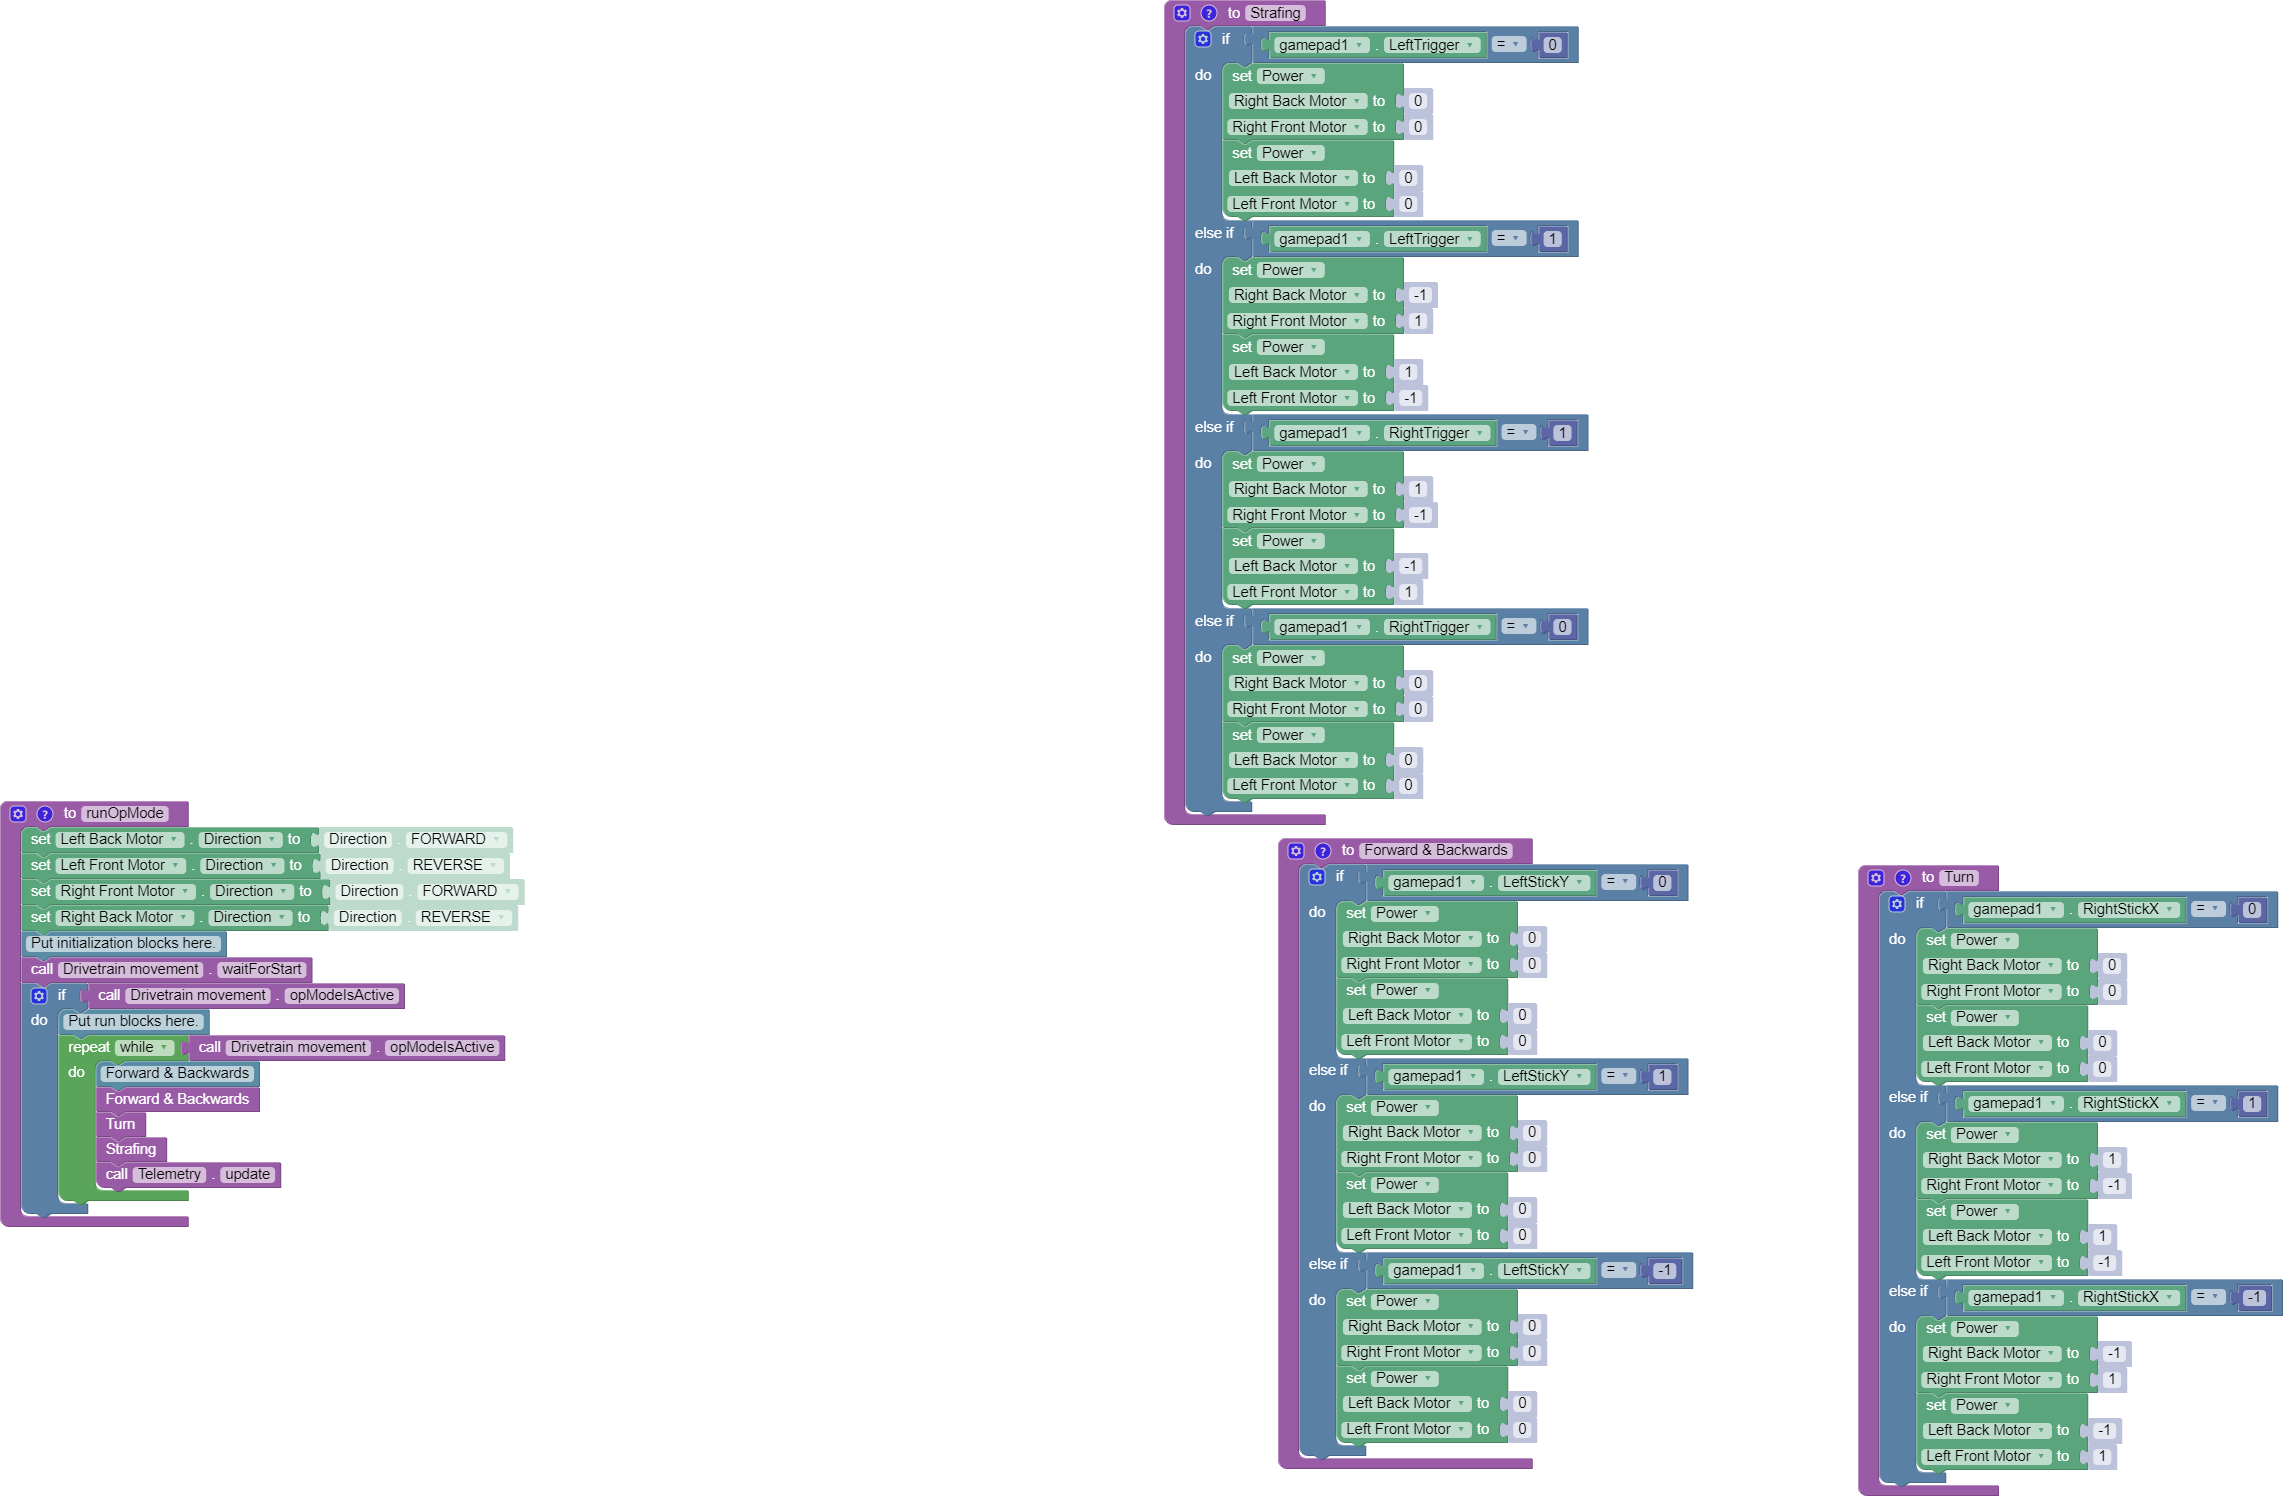 to Strafing
if gamepad1 . LeftTrigger = 0
do set Power
Right Back Motor to 0
Right Front Motor to 0
set Power
Left Back Motor to 0
Left Front Motor to 0
else if gamepad1 . LeftTrigger = 1
do set Power
Right Back Motor to -1
Right Front Motor to 1
set Power
Left Back Motor to 1
Left Front Motor to -1
else if gamepad1 . RightTrigger = 1
do set Power
Right Back Motor to 1
Right Front Motor to -1
set Power
Left Back Motor to -1
Left Front Motor to 1
else if gamepad1 . RightTrigger = 0
do set Power
Right Back Motor to 0
Right Front Motor to 0
set Power
Left Back Motor to 0
Left Front Motor to 0
? to runOpMode
set Left Back Motor . Direction to Direction . FORWARD
set Left Front Motor . Direction to Direction . REVERSE
set Right Front Motor . Direction to Direction . FORWARD
set Right Back Motor . Direction to Direction . REVERSE
Put initialization blocks here.
call Drivetrain movement . waitForStart
if call Drivetrain movement . opModeIsActive
do Put run blocks here.
repeat while call Drivetrain movement . opModeIsActive
do Forward & Backwards
Forward & Backwards
Turn
Strafing
call Telemetry . update
? to Forward & Backwards
if gamepad1 . LeftStickY = 0
do set Power
Right Back Motor to 0
Right Front Motor to 0
set Power
Left Back Motor to 0
Left Front Motor to 0
else if gamepad1 . LeftStickY = 1
do set Power
Right Back Motor to 0
Right Front Motor to 0
set Power
Left Back Motor to 0
Left Front Motor to 0
else if gamepad1 . LeftStickY = -1
do set Power
Right Back Motor to 0
Right Front Motor to 0
set Power
Left Back Motor to 0
Left Front Motor to 0
? to Turn
if gamepad1 . RightStickX = 0
do set Power
Right Back Motor to 0
Right Front Motor to 0
set Power
Left Back Motor to 0
Left Front Motor to 0
else if gamepad1 . RightStickX = 1
do set Power
Right Back Motor to 1
Right Front Motor to -1
set Power
Left Back Motor to 1
Left Front Motor to -1
else if gamepad1 . RightStickX = -1
do set Power
Right Back Motor to -1
Right Front Motor to 1
set Power
Left Back Motor to -1
Left Front Motor to 1